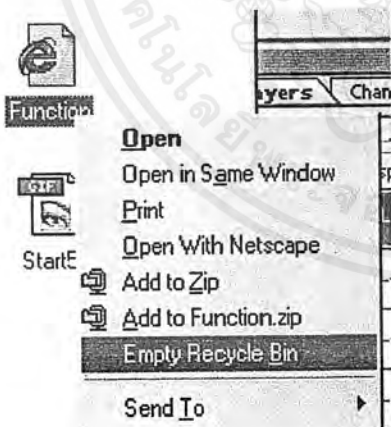 ayers Chan
Function
Open
GIF
Open in Same Window
Print
StartE
Open With Netscape
Add to Zip
Add to Function.zip
Empty Recycle Bin
Send To